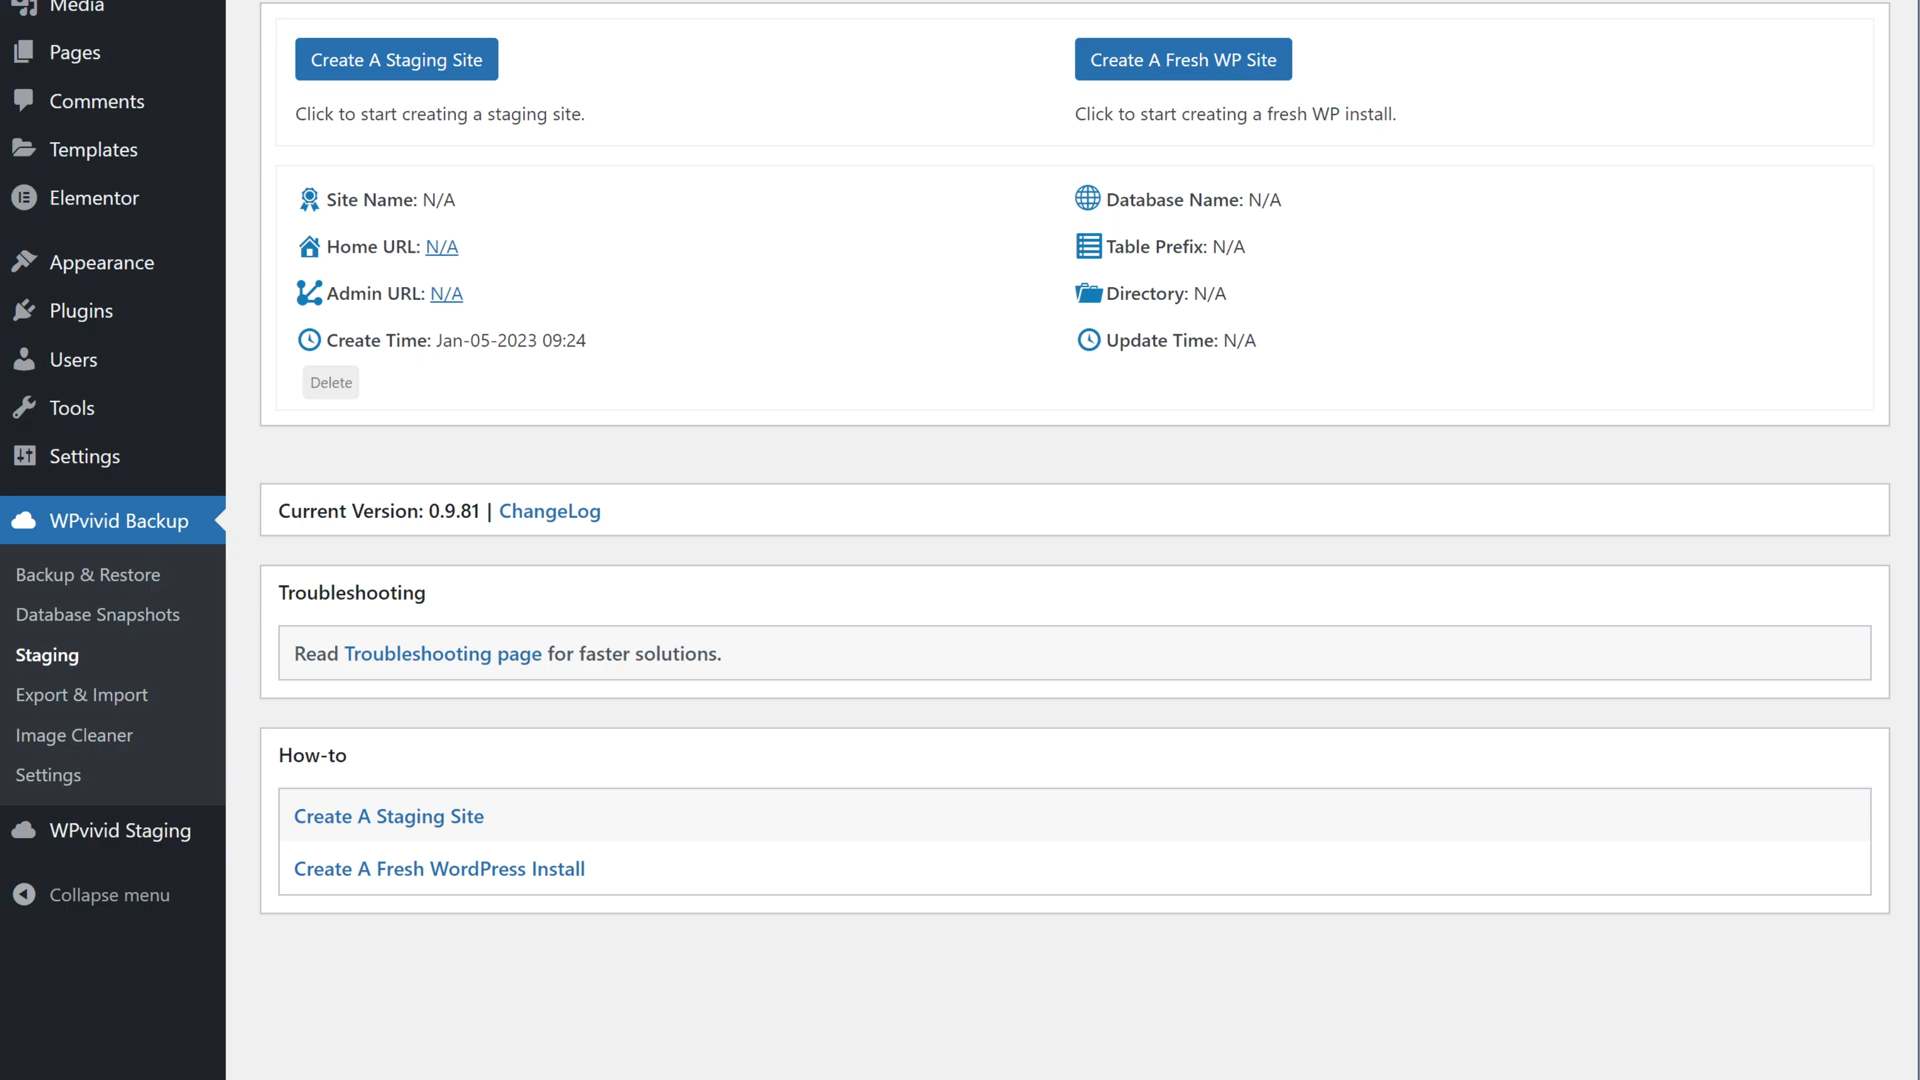 Media
Pages
Comments
Templates
Elementor
Appearance
Plugins
Users
Tools
Settings
WPvivid Backup
Backup & Restore
Database Snapshots
Staging
Export & Import
Image Cleaner
Settings
WPvivid Staging
Collapse menu
Create A Staging Site
Click to start creating a staging site.
Create A Fresh WP Site
Click to start creating a fresh WP install.
Site Name: N/A
Database Name: N/A
Home URL: N/A
Table Prefix: N/A
Admin URL: N/A
Directory: N/A
Create Time: Jan-05-2023 09:24
Update Time: N/A
Delete
Current Version: 0.9.81 | ChangeLog
Troubleshooting
Read Troubleshooting page for faster solutions.
How-to
Create A Staging Site
Create A Fresh WordPress Install